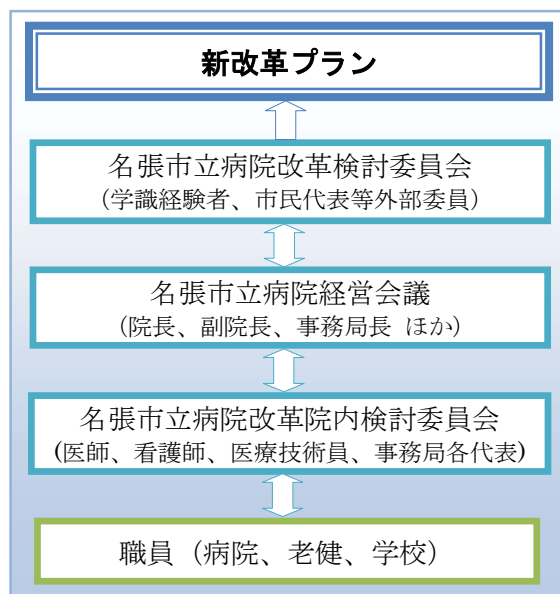 新改革プラン
名張市立病院改革検討委員会
(学識経験者、市民代表等外部委員)
名張市立病院経営会議
(院長、副院長、事務局長 ほか)
名張市立病院改革院内検討委員会
(医師、看護師、医療技術員、事務局各代表)
職員（病院、老健、学校）